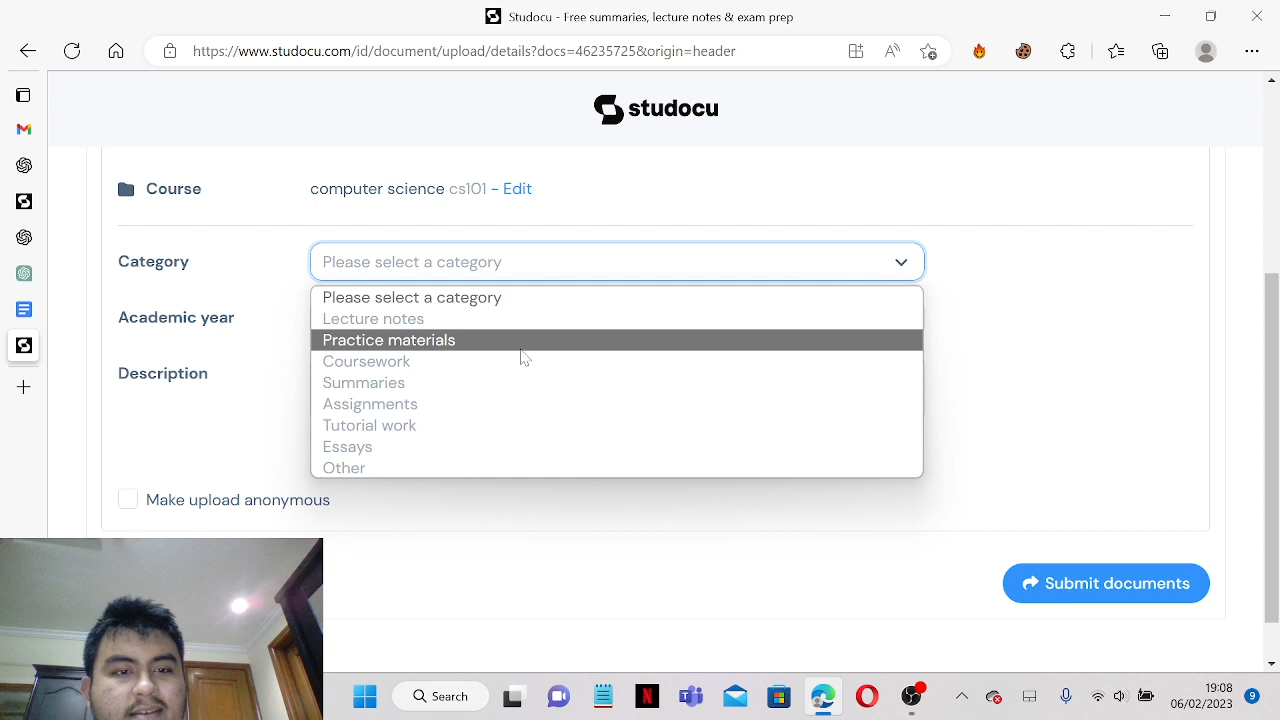 Studocu - Free summaries, lecture notes & exam prep
https://www.studocu.com/id/document/upload/details?docs=46235725&origin=header
studocu
Course
computer science cs101 - Edit
Category
Please select a category
Please select a category
Lecture notes
Practice materials
Coursework
Summaries
Assignments
Tutorial work
Essays
Other
Academic year
Description
Make upload anonymous
Submit documents
Search
19:08
06/02/2023
9